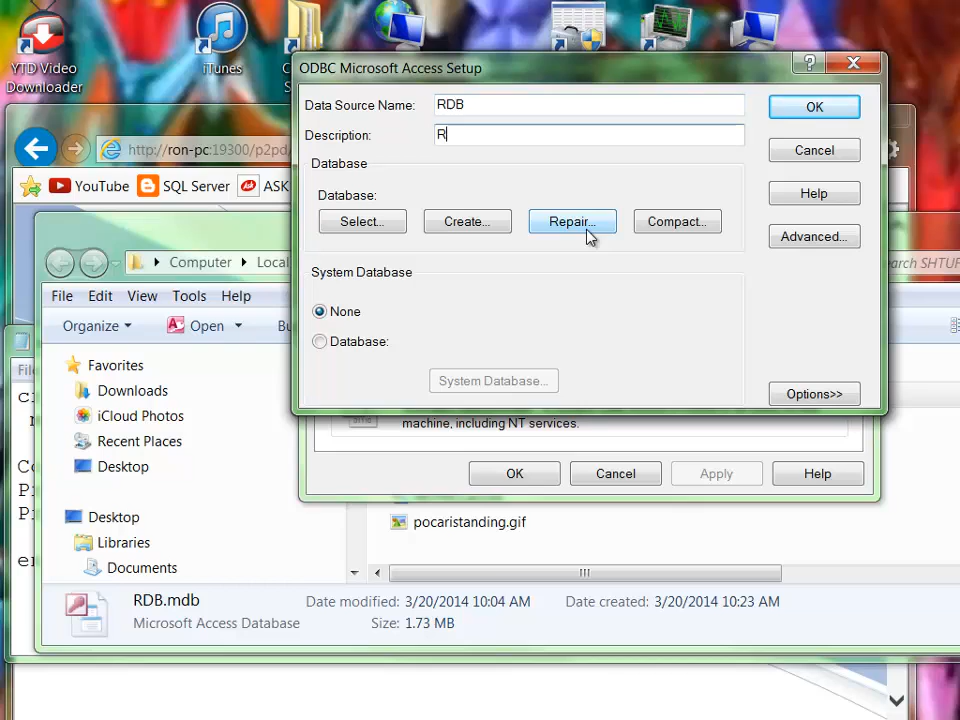 YTD Video
Downloader
iTunes
ODBC Microsoft Access Setup
Data Source Name:
RDB
OK
Description:
R
Cancel
Database
Database:
Select...
Create...
Repair...
Compact...
Help
Advanced...
System Database
None
Database:
System Database...
Options>>
http://ron-pc:19300/p2pd/
YouTube
SQL Server
ASK
Computer
Local
earch SHTUF
File
Edit
View
Tools
Help
Organize
Open
Favorites
Downloads
iCloud Photos
Recent Places
Desktop
Desktop
Libraries
Documents
machine, including NT services.
OK
Cancel
Apply
Help
pocaristanding.gif
RDB.mdb
Date modified: 3/20/2014 10:04 AM
Date created: 3/20/2014 10:23 AM
Microsoft Access Database
Size: 1.73 MB